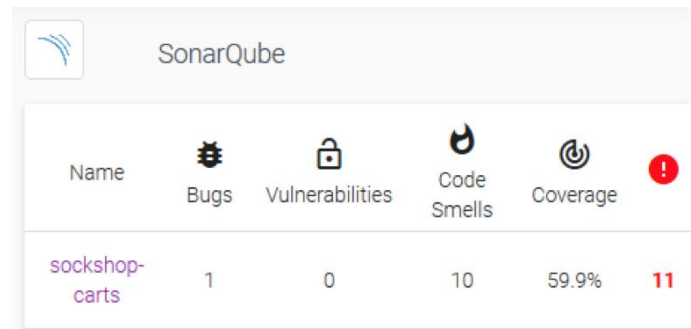 SonarQube
Name
Bugs
Vulnerabilities
Code
Smells
Coverage
!
sockshop-
carts
1
0
10
59.9%
11